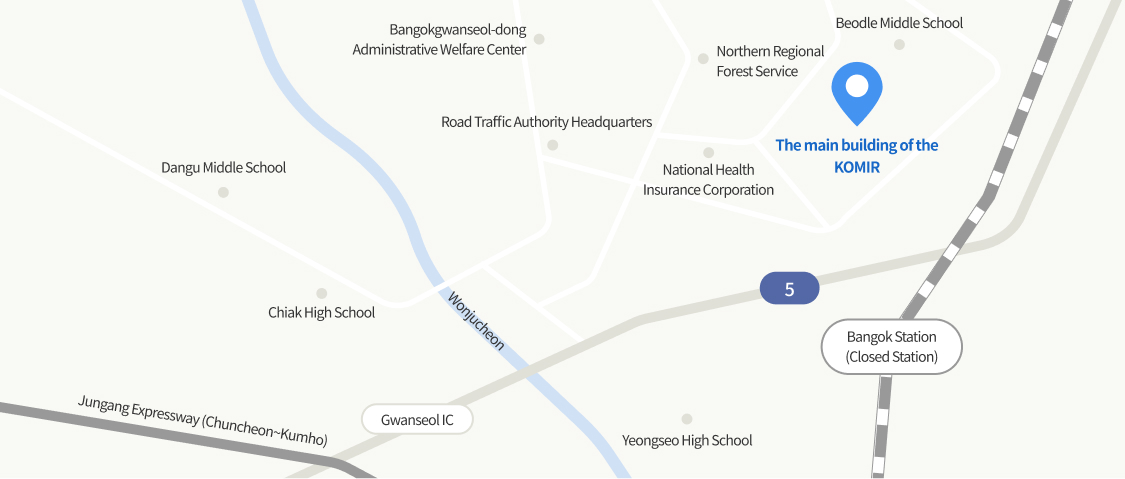 Beodle Middle School
Bangokgwanseol-dong
Administrative Welfare Center
Northern Regional
Forest Service
Road Traffic Authority Headquarters
The main building of the
KOMIR
Dangu Middle School
National Health
Insurance Corporation
5
Chiak High School
Wonjucheon
Bangok Station
(Closed Station)
Jungang Expressway (Chuncheon~Kumho)
Gwanseol IC
Yeongseo High School